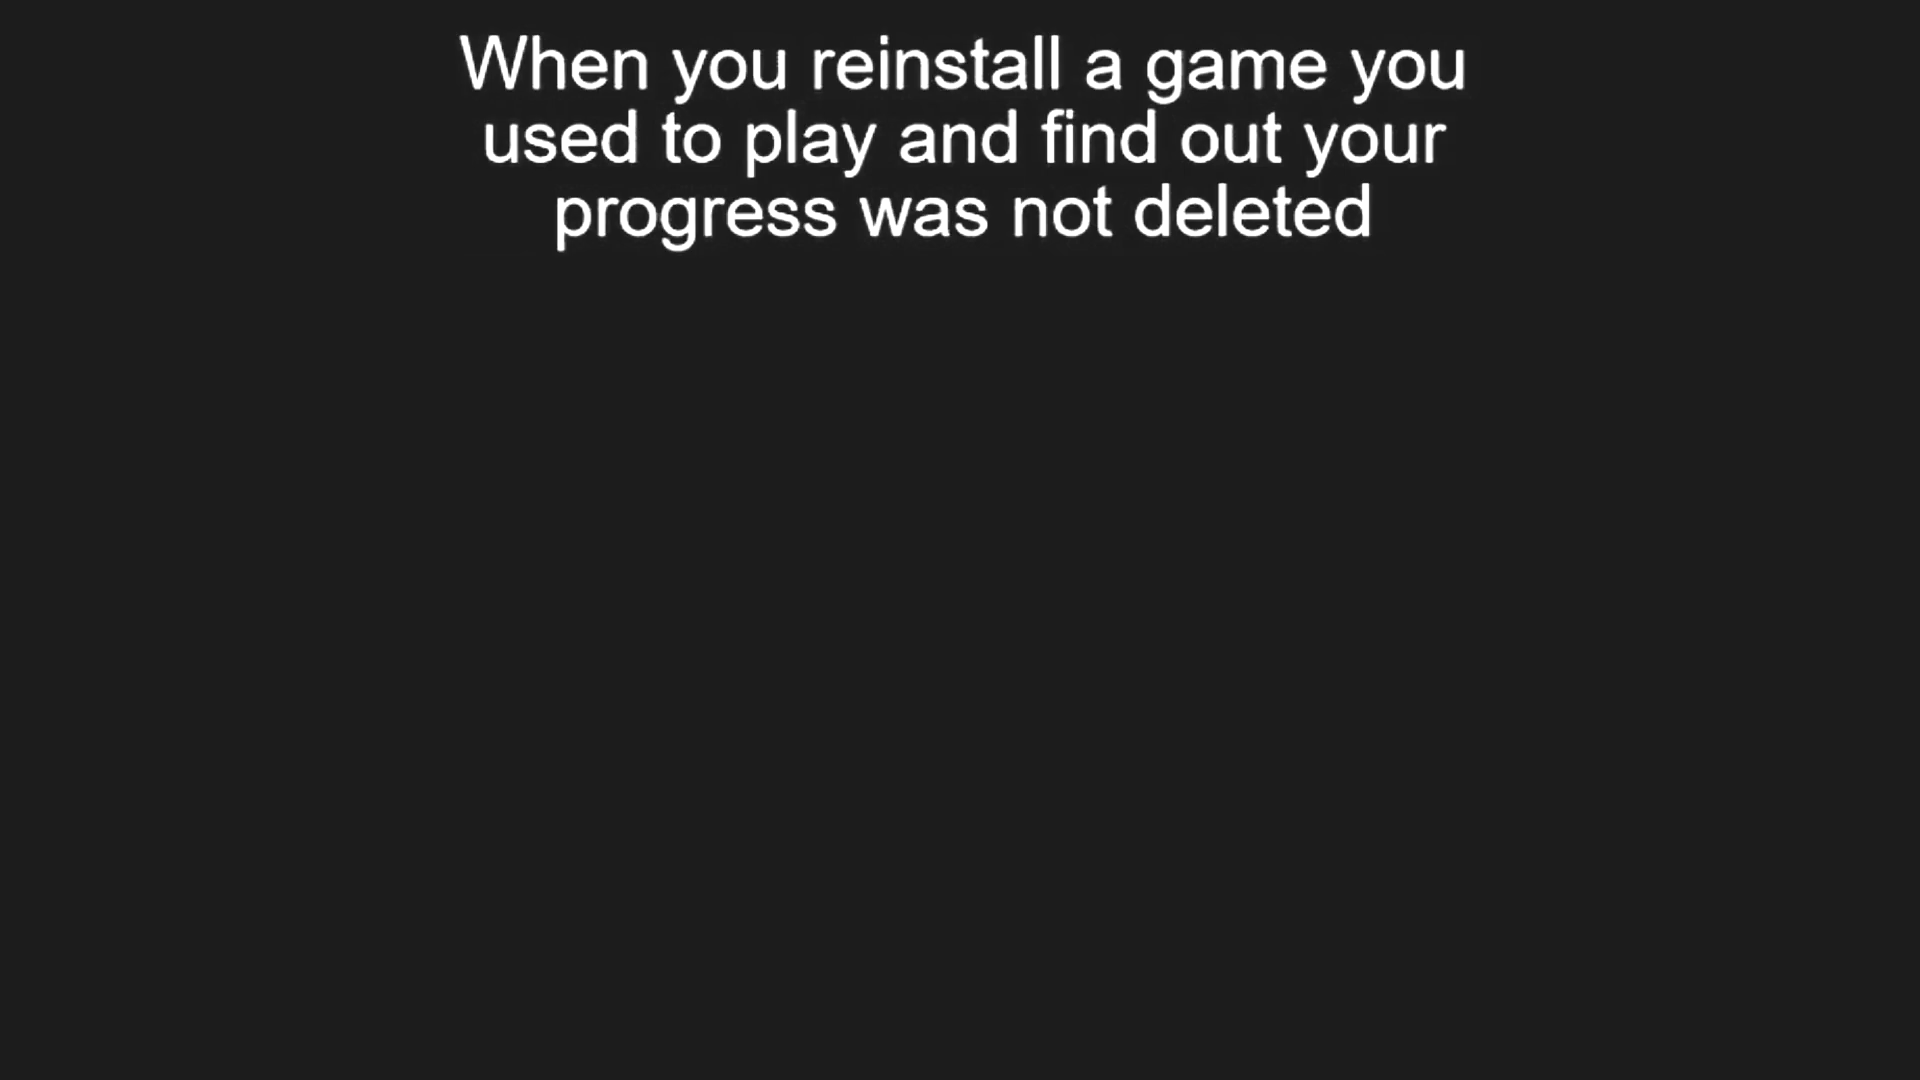 When you reinstall a game you
used to play and find out your
progress was not deleted